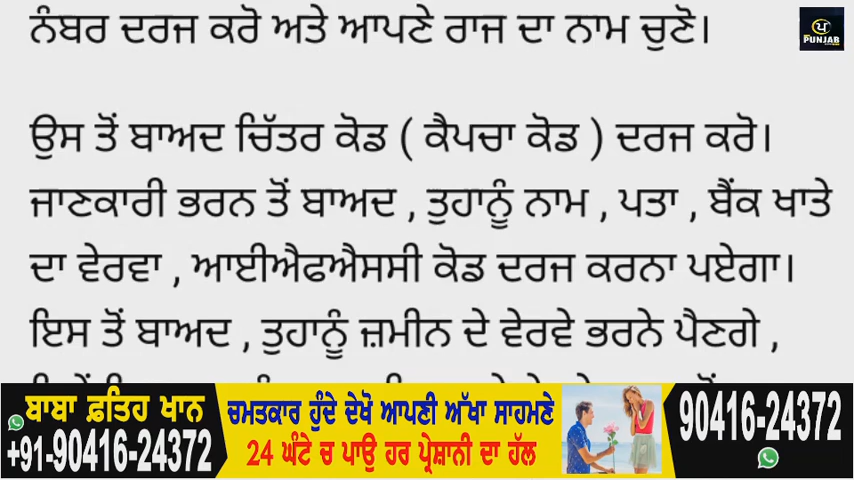 ਨੰਬਰ ਦਰਜ ਕਰੋ ਅਤੇ ਆਪਣੇ ਰਾਜ ਦਾ ਨਾਮ ਚੁਣੋ।
ਪ
PUNJAB
ਉਸ ਤੋਂ ਬਾਅਦ ਚਿੱਤਰ ਕੋਡ ( ਕੈਪਚਾ ਕੋਡ ) ਦਰਜ ਕਰੋ।
ਜਾਣਕਾਰੀ ਭਰਨ ਤੋਂ ਬਾਅਦ , ਤੁਹਾਨੂੰ ਨਾਮ , ਪਤਾ , ਬੈਂਕ ਖਾਤੇ
ਦਾ ਵੇਰਵਾ , ਆਈਐਫਐਸਸੀ ਕੋਡ ਦਰਜ ਕਰਨਾ ਪਏਗਾ।
ਇਸ ਤੋਂ ਬਾਅਦ , ਤੁਹਾਨੂੰ ਜ਼ਮੀਨ ਦੇ ਵੇਰਵੇ ਭਰਨੇ ਪੈਣਗੇ ,
ਬਾਬਾ ਫ਼ਤਿਹ ਖਾਨ
+91-90416-24372
ਚਮਤਕਾਰ ਹੁੰਦੇ ਦੇਖੋ ਆਪਣੀ ਅੱਖਾ ਸਾਹਮਣੇ
24 ਘੰਟੇ ਚ ਪਾਉ ਹਰ ਪ੍ਰੇਸ਼ਾਨੀ ਦਾ ਹੱਲ
90416-24372